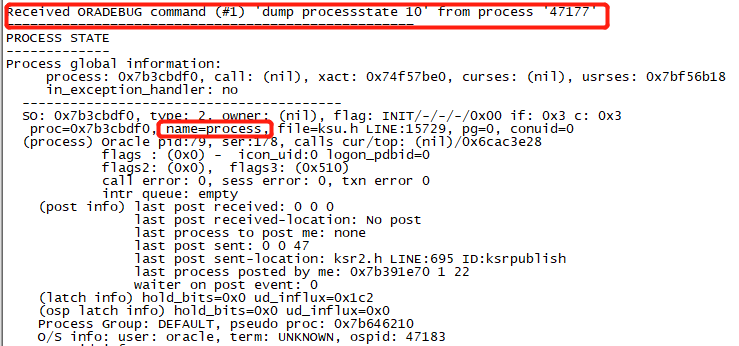 Received ORADEBUG command (#1) 'dump processstate 10' from process '47177'
-------------------------------------------------------
PROCESS STATE
-------------
Process global information:
process: 0x7b3cbdf0, call: (nil), xact: 0x74f57be0, curses: (nil), usrses: 0x7bf56b18
in_exception_handler: no
----------------------------------------
SO: 0x7b3cbdf0, type: 2, owner: (nil), flag: INIT/-/-/-/0x00 if: 0x3 c: 0x3
proc=0x7b3cbdf0, name=process, file=ksu.h LINE:15729, pg=0, conuid=0
(process) Oracle pid:79, ser:178, calls cur/top: (nil)/0x6cac3e28
flags : (0x0) - icon_uid:0 logon_pdbid=0
flags2: (0x0), flags3: (0x510)
call error: 0, sess error: 0, txn error 0
intr queue: empty
(post info) last post received: 0 0 0
last post received-location: No post
last process to post me: none
last post sent: 0 0 47
last post sent-location: ksr2.h LINE:695 ID:ksrpublish
last process posted by me: 0x7b391e70 1 22
waiter on post event: 0
(latch info) hold_bits=0x0 ud_influx=0x1c2
(osp latch info) hold_bits=0x0 ud_influx=0x0
Process Group: DEFAULT, pseudo proc: 0x7b646210
O/S info: user: oracle, term: UNKNOWN, ospid: 47183